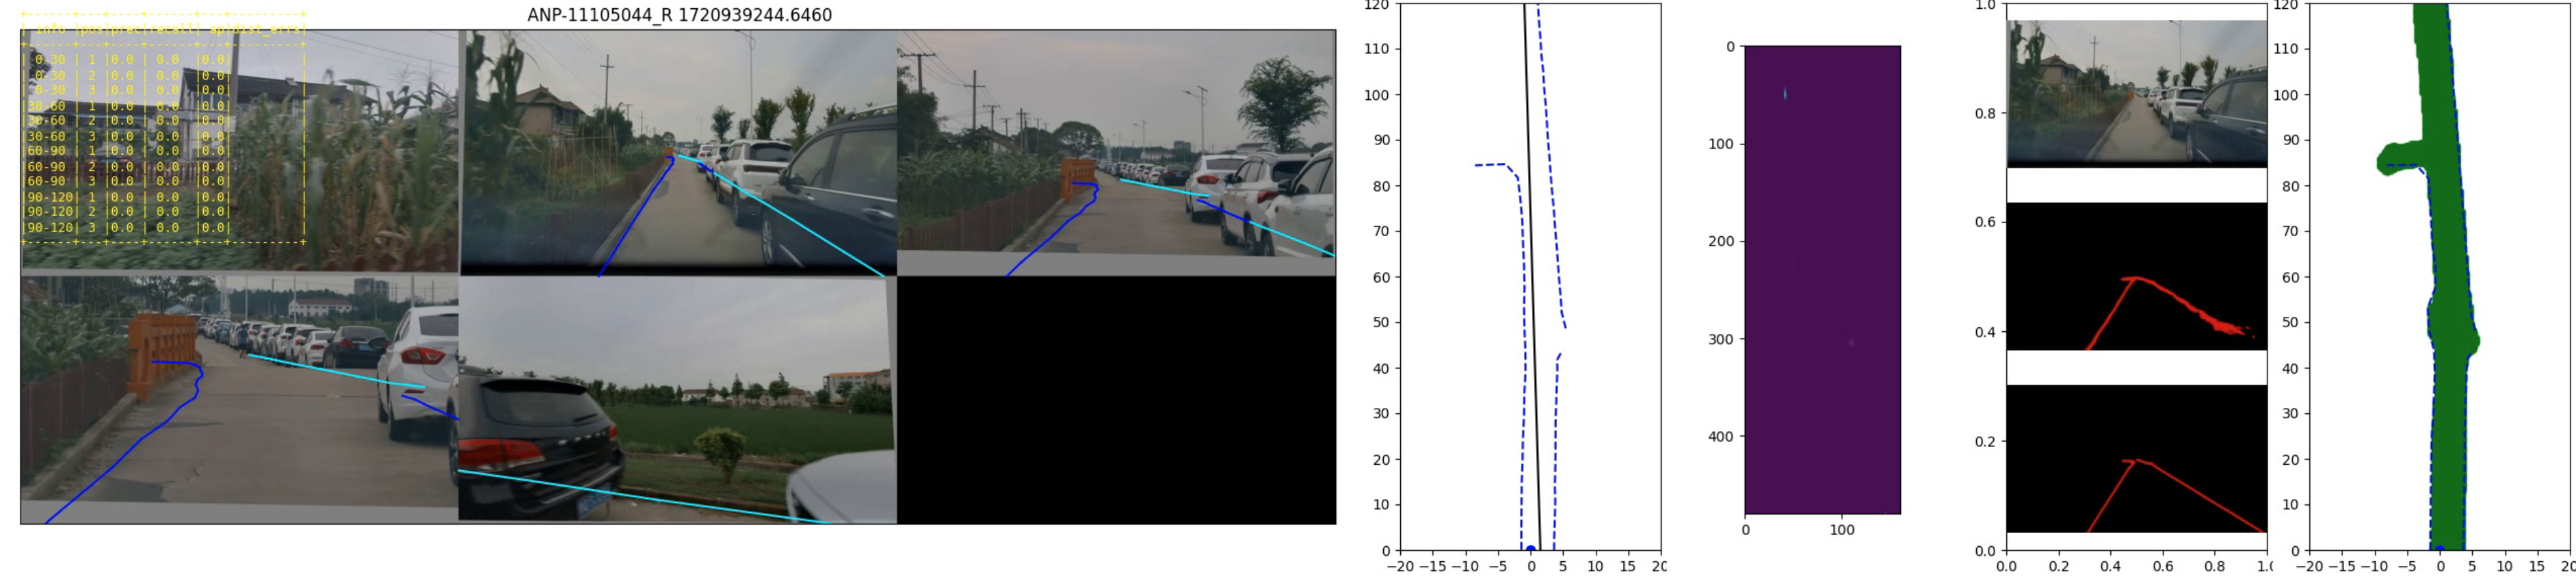 ANP-11105044_R 1720939244.6460
+-------+---+----+------+---+---------+
| info |pos|prec|recall| ap|dist_errs|
+-------+---+----+------+---+---------+
| 0-30 | 1 |0.0 | 0.0 |0.0|
| 0-30 | 2 |0.0 | 0.0 |0.0|
| 0-30 | 3 |0.0 | 0.0 |0.0|
| 30-60 | 1 |0.0 | 0.0 |0.0|
| 30-60 | 2 |0.0 | 0.0 |0.0|
| 30-60 | 3 |0.0 | 0.0 |0.0|
| 60-90 | 1 |0.0 | 0.0 |0.0|
| 60-90 | 2 |0.0 | 0.0 |0.0|
| 60-90 | 3 |0.0 | 0.0 |0.0|
| 90-120| 1 |0.0 | 0.0 |0.0|
| 90-120| 2 |0.0 | 0.0 |0.0|
| 90-120| 3 |0.0 | 0.0 |0.0|
+-------+---+----+------+---+---------+
120
110
100
90
80
70
60
50
40
30
20
10
0
−20 −15 −10 −5 0 5 10 15 20
0
100
200
300
400
0 100
1.0
0.8
0.6
0.4
0.2
0.0
0.0 0.2 0.4 0.6 0.8 1.0
120
110
100
90
80
70
60
50
40
30
20
10
0
−20 −15 −10 −5 0 5 10 15 20